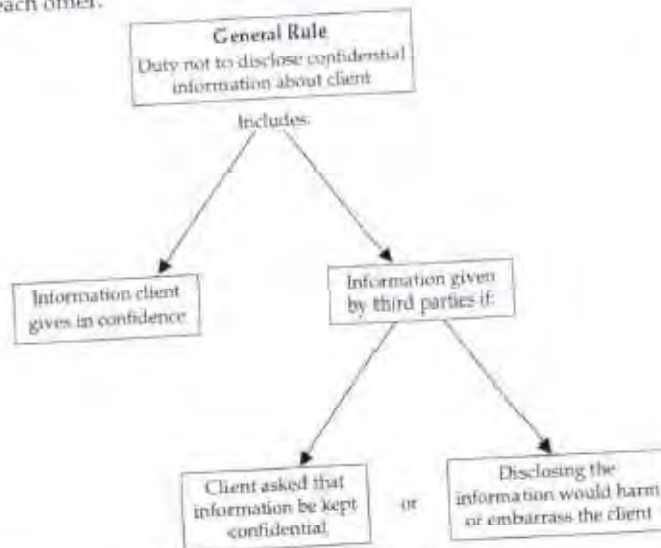 each other.
General Rule
Duty not to disclose confidential
information about client
Includes:
Information client
gives in confidence
Information given
by third parties if:
Client asked that
information be kept
confidential
or
Disclosing the
information would harm
or embarrass the client